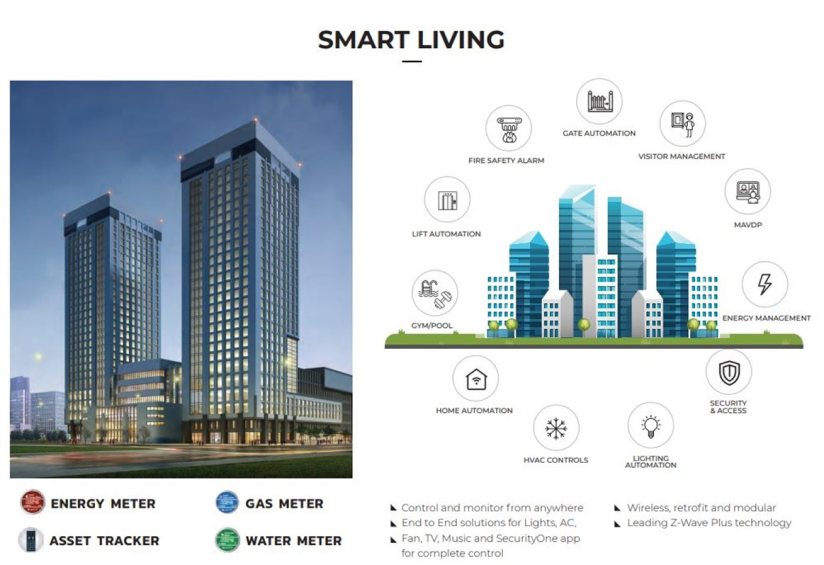 SMART LIVING
GATE AUTOMATION
FIRE SAFETY ALARM
VISITOR MANAGEMENT
LIFT AUTOMATION
MAVDP
GYM/POOL
ENERGY MANAGEMENT
HOME AUTOMATION
SECURITY
& ACCESS
HVAC CONTROLS
LIGHTING
AUTOMATION
ENERGY METER
GAS METER
ASSET TRACKER
WATER METER
Control and monitor from anywhere
End to End solutions for Lights, AC,
Fan, TV, Music and SecurityOne app
for complete control
Wireless, retrofit and modular
Leading Z-Wave Plus technology